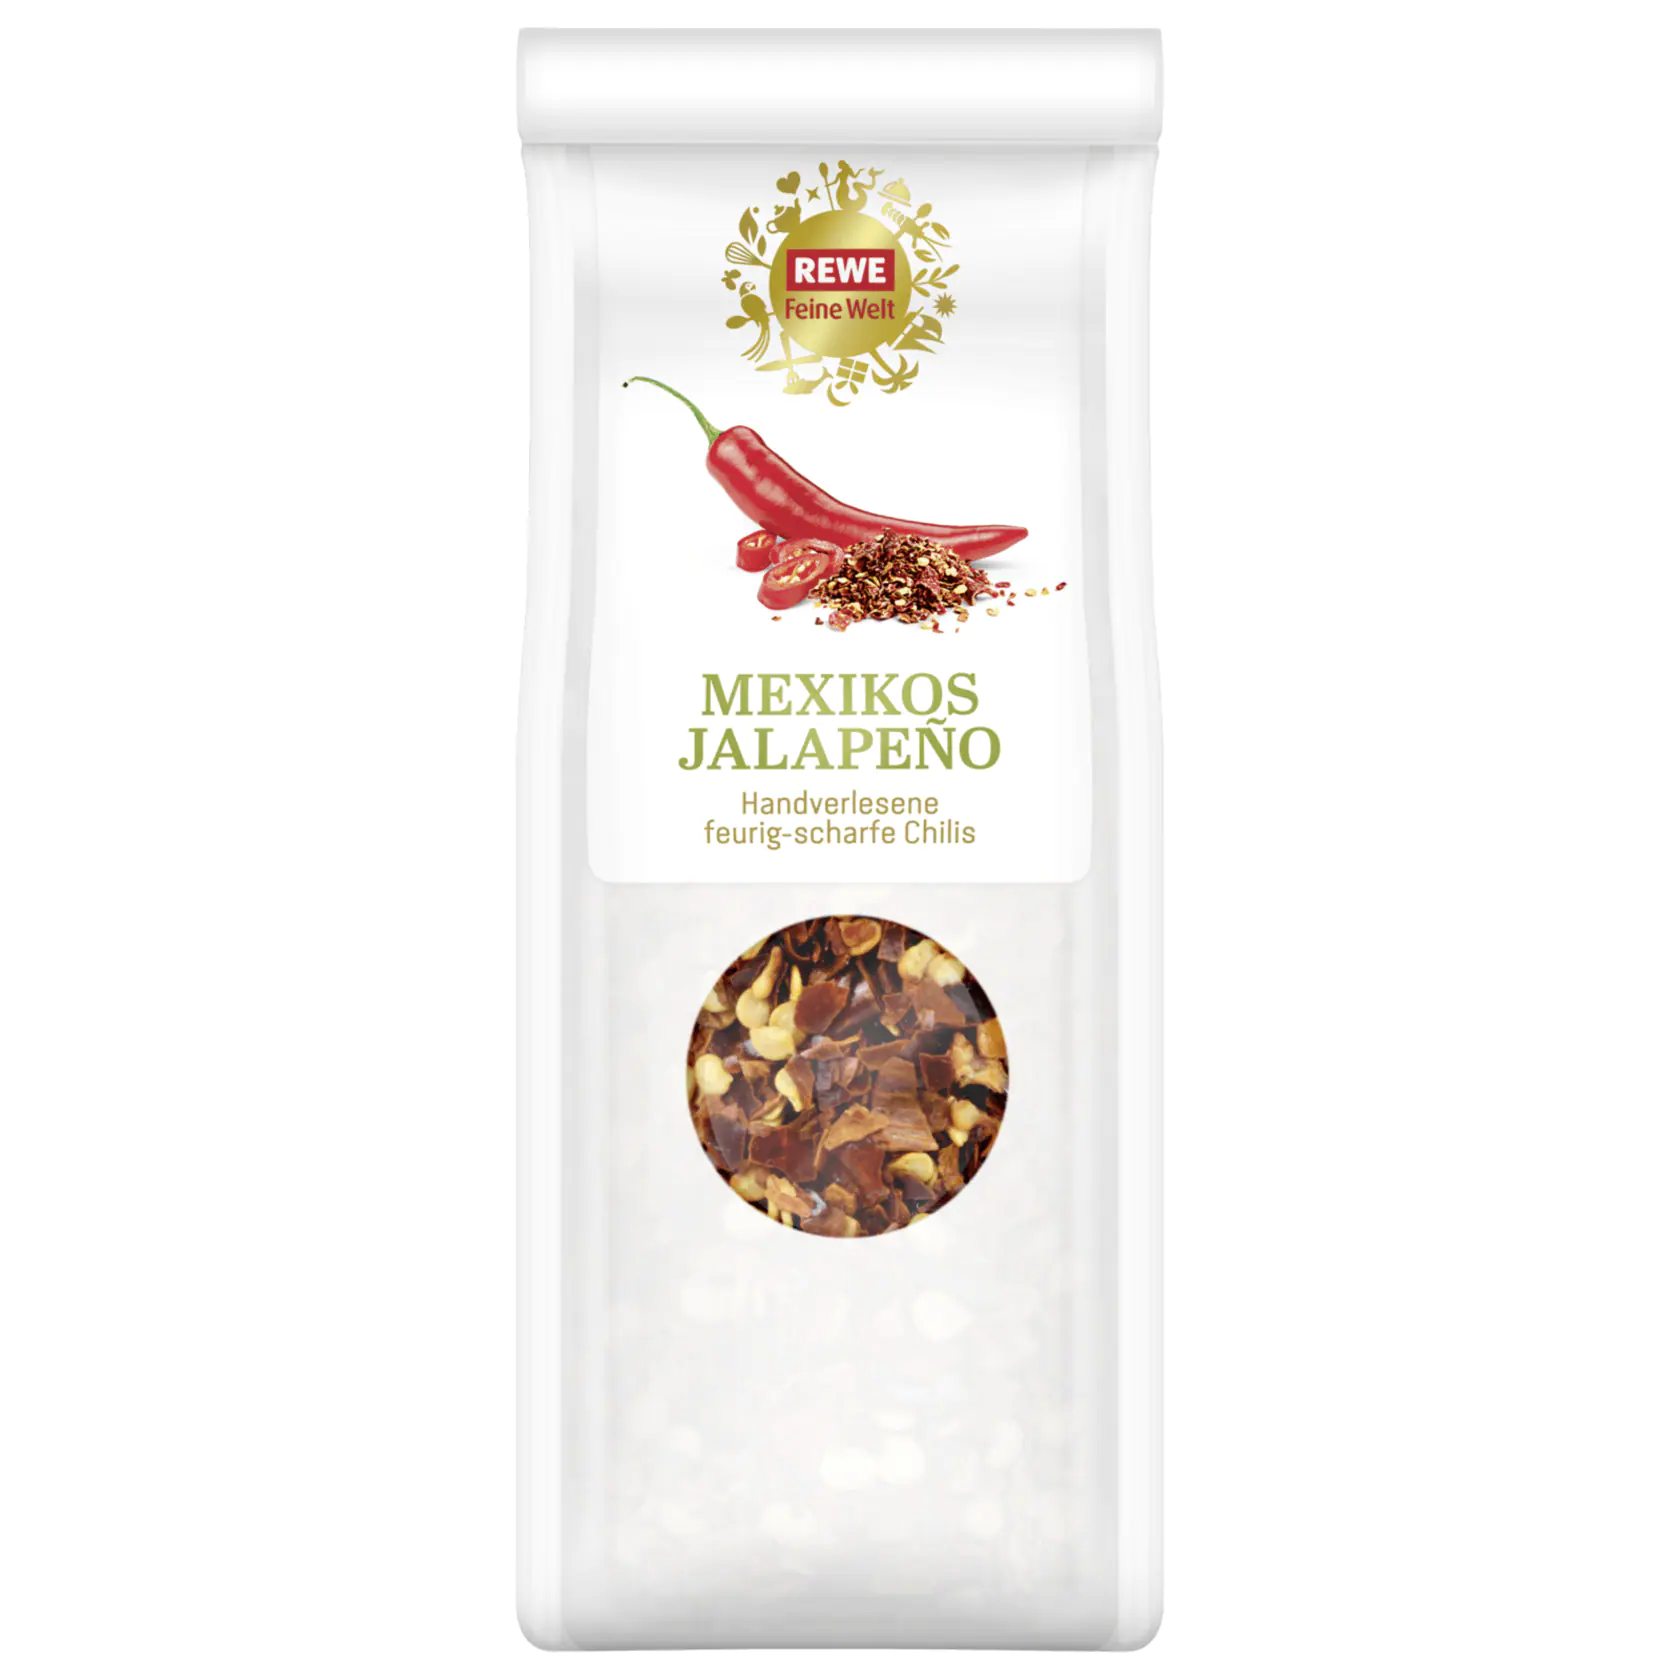 REWE
Feine Welt
MEXIKOS
JALAPEÑO
Handverlesene
feurig-scharfe Chilis